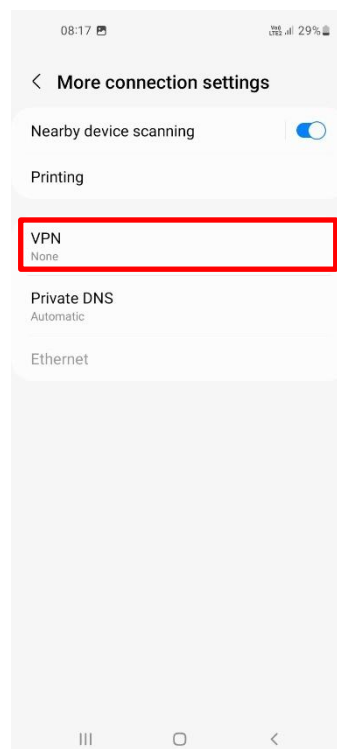 08:17 29%
More connection settings
Nearby device scanning
Printing
VPN
None
Private DNS
Automatic
Ethernet